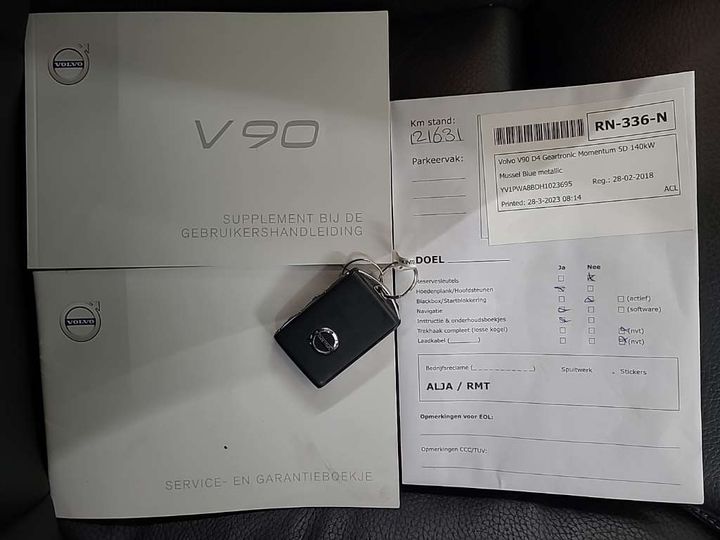 VOLVO
V90
SUPPLEMENT BIJ DE
GEBRUIKERSHANDLEIDING
VOLVO
SERVICE- EN GARANTIEBOEKJE
Km stand:
121631
Parkeervak:
RN-336-N
Volvo V90 D4 Geartronic Momentum 5D 140kW
Mussel Blue metallic
YV1PWA8BDH1023695 Reg.: 28-02-2018
Printed: 28-3-2023 08:14 ACL
DOEL
Ja Nee
Reservesleutels
Hoedenplank/Hoofdsteunen
Blackbox/Startblokkering (actief)
Navigatie (software)
Instructie & onderhoudsboekjes
Trekhaak compleet (losse kogel) (nvt)
Laadkabel (______) (nvt)
Bedrijfsreclame (_ _ _ _ _ _ _ _ _) Spuitwerk Stickers
ALJA / RMT
Opmerkingen voor EOL:
Opmerkingen CCC/TUV: